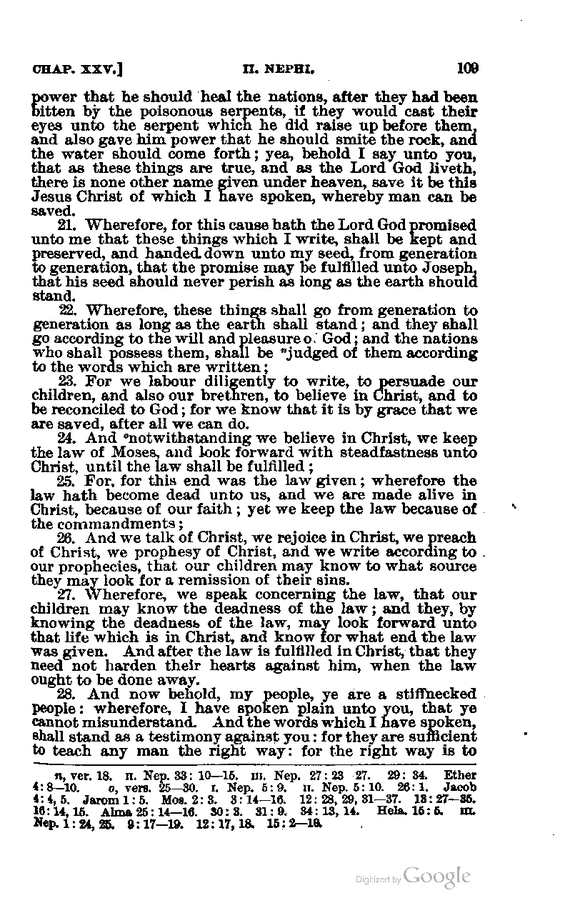 CHAP. XXV.] II. NEPHI. 109
power that he should heal the nations, after they had been
bitten by the poisonous serpents, if they would cast their
eyes unto the serpent which he did raise up before them,
and also gave him power that he should smite the rock, and
the water should come forth; yea, behold I say unto you,
that as these things are true, and as the Lord God liveth,
there is none other name given under heaven, save it be this
Jesus Christ of which I have spoken, whereby man can be
saved.
21. Wherefore, for this cause hath the Lord God promised
unto me that these things which I write, shall be kept and
preserved, and handed down unto my seed, from generation
to generation, that the promise may be fulfilled unto Joseph,
that his seed should never perish as long as the earth should
stand.
22. Wherefore, these things shall go from generation to
generation as long as the earth shall stand; and they shall
go according to the will and pleasure o. God; and the nations
who shall possess them, shall be ⁿjudged of them according
to the words which are written;
23. For we labour diligently to write, to persuade our
children, and also our brethren, to believe in Christ, and to
be reconciled to God; for we know that it is by grace that we
are saved, after all we can do.
24. And ᵒnotwithstanding we believe in Christ, we keep
the law of Moses, and look forward with steadfastness unto
Christ, until the law shall be fulfilled;
25. For, for this end was the law given; wherefore the
law hath become dead unto us, and we are made alive in
Christ, because of our faith; yet we keep the law because of
the commandments;
26. And we talk of Christ, we rejoice in Christ, we preach
of Christ, we prophesy of Christ, and we write according to
our prophecies, that our children may know to what source
they may look for a remission of their sins.
27. Wherefore, we speak concerning the law, that our
children may know the deadness of the law; and they, by
knowing the deadness of the law, may look forward unto
that life which is in Christ, and know for what end the law
was given. And after the law is fulfilled in Christ, that they
need not harden their hearts against him, when the law
ought to be done away.
28. And now behold, my people, ye are a stiffnecked
people: wherefore, I have spoken plain unto you, that ye
cannot misunderstand. And the words which I have spoken,
shall stand as a testimony against you: for they are sufficient
to teach any man the right way: for the right way is to
n, ver. 18. II. Nep. 33: 10—15. III. Nep. 27: 23 27. 29: 34. Ether
4: 8—10. o, vers. 25—30. I. Nep. 5: 9. II. Nep. 5: 10. 26: 1. Jacob
4: 4, 5. Jarom 1: 5. Mos. 2: 3. 3: 14—16. 12: 28, 29, 31—37. 13: 27—35.
16: 14, 15. Alma 25: 14—16. 30: 3. 31: 9. 34: 13, 14. Hela. 15: 5. III.
Nep. 1: 24, 25. 9: 17—19. 12: 17, 18. 15: 2—18.
Digitized by Google